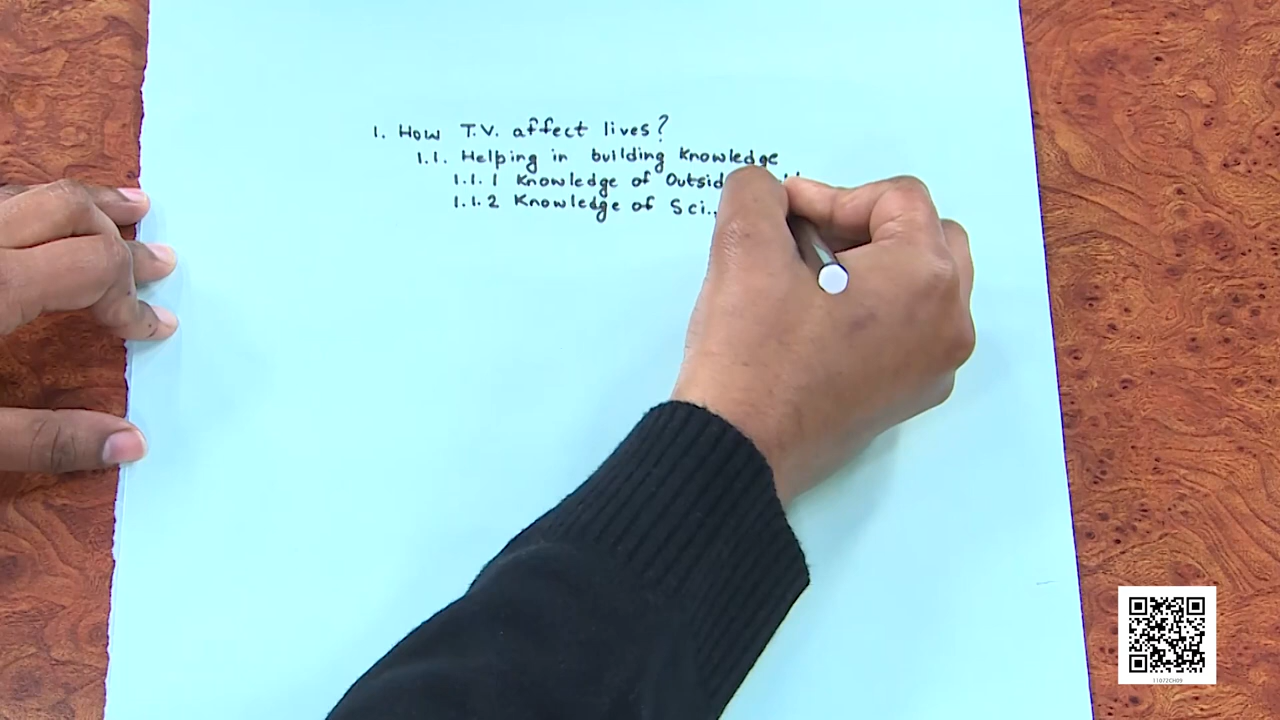 1. How T.V. affect lives?
1.1. Helping in building Knowledge
1.1.1 Knowledge of
1.1.2 Knowledge of Sci.,
11072CH09